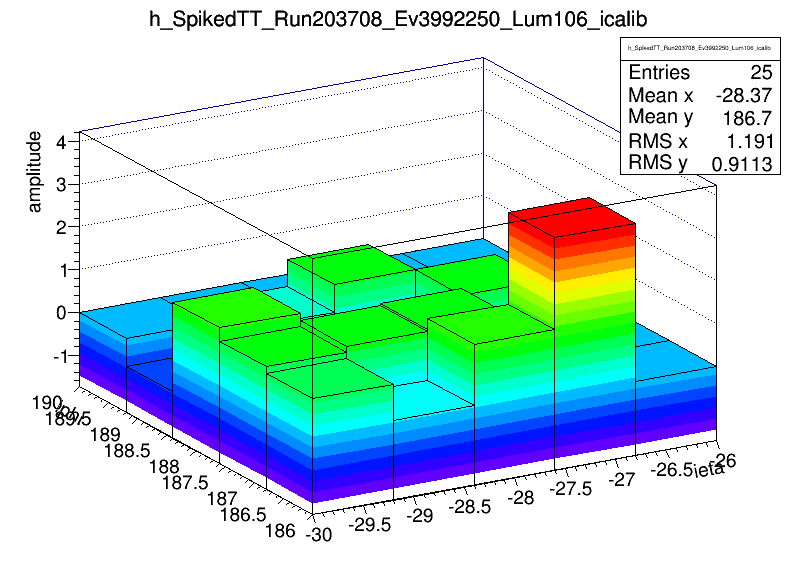 h_SpikedTT_Run203708_Ev3992250_Lum106_icalib
h_SpikedTT_Run203708_Ev3992250_Lum106_icalib
Entries 25
Mean x -28.37
Mean y 186.7
RMS x 1.191
RMS y 0.9113
amplitude
4
3
2
1
0
-1
190
189.5
189
188.5
188
187.5
187
186.5
186
-30
-29.5
-29
-28.5
-28
-27.5
-27
-26.5
-26
ieta